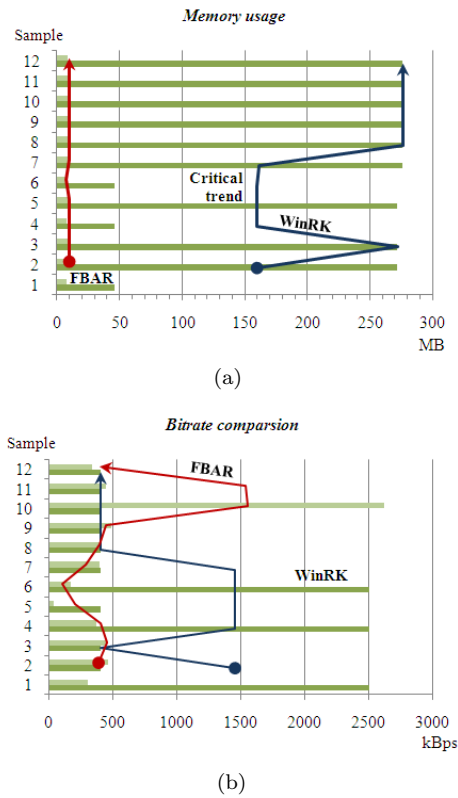 Memory usage
Sample
12
11
10
9
8
7
6
5
4
3
2
1
Critical
trend
WinRK
FBAR
0 50 100 150 200 250 300
MB
(a)
Bitrate comparsion
Sample
12
11
10
9
8
7
6
5
4
3
2
1
FBAR
WinRK
0 500 1000 1500 2000 2500 3000
kBps
(b)